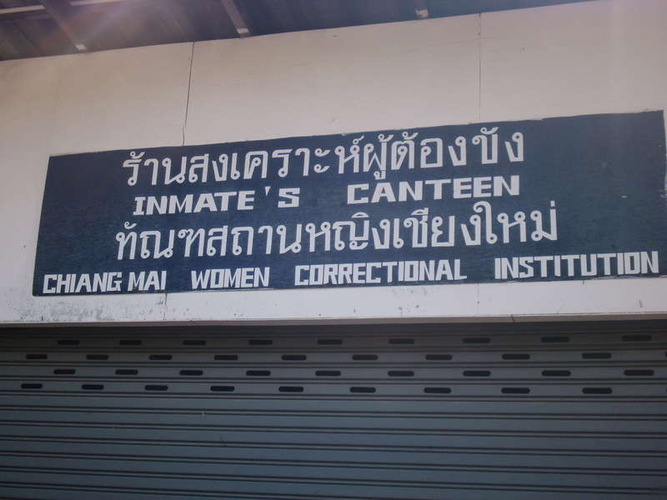 ร้านสงเคราะห์ผู้ต้องขัง
INMATE'S CANTEEN
ทัณฑสถานหญิงเชียงใหม่
CHIANG MAI WOMEN CORRECTIONAL INSTITUTION